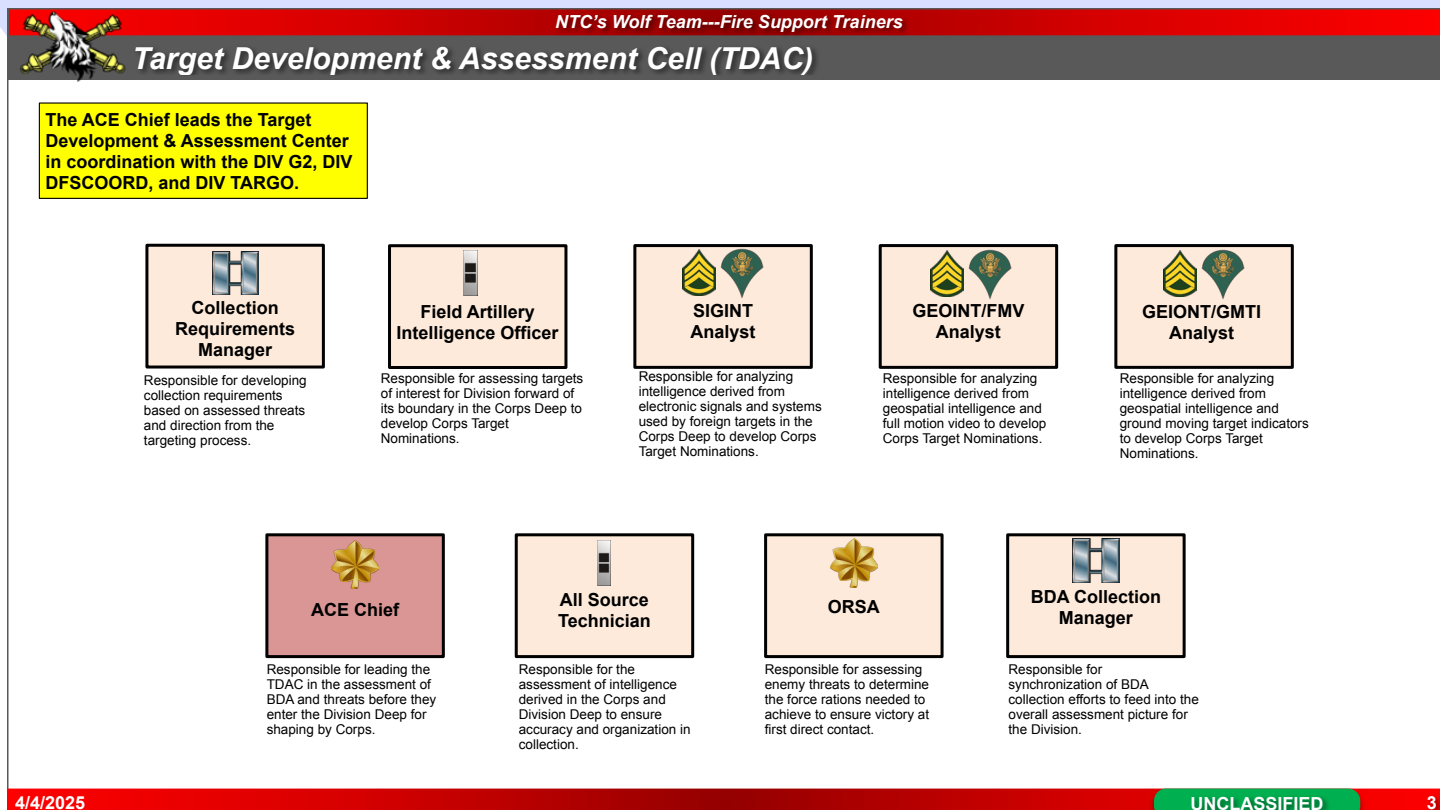 NTC's Wolf Team---Fire Support Trainers
Target Development & Assessment Cell (TDAC)
The ACE Chief leads the Target
Development & Assessment Center
in coordination with the DIV G2, DIV
DFSCOORD, and DIV TARGO.
Collection
Requirements
Manager
Responsible for developing
collection requirements
based on assessed threats
and direction from the
targeting process.
Field Artillery
Intelligence Officer
Responsible for assessing targets
of interest for Division forward of
its boundary in the Corps Deep to
develop Corps Target
Nominations.
SIGINT
Analyst
Responsible for analyzing
intelligence derived from
electronic signals and systems
used by foreign targets in the
Corps Deep to develop Corps
Target Nominations.
GEOINT/FMV
Analyst
Responsible for analyzing
intelligence derived from
geospatial intelligence and
full motion video to develop
Corps Target Nominations.
GEIONT/GMTI
Analyst
Responsible for analyzing
intelligence derived from
geospatial intelligence and
ground moving target indicators
to develop Corps Target
Nominations.
ACE Chief
Responsible for leading the
TDAC in the assessment of
BDA and threats before they
enter the Division Deep for
shaping by Corps.
All Source
Technician
Responsible for the
assessment of intelligence
derived in the Corps and
Division Deep to ensure
accuracy and organization in
collection.
ORSA
Responsible for assessing
enemy threats to determine
the force rations needed to
achieve to ensure victory at
first direct contact.
BDA Collection
Manager
Responsible for
synchronization of BDA
collection efforts to feed into the
overall assessment picture for
the Division.
4/4/2025
UNCLASSIFIED
3